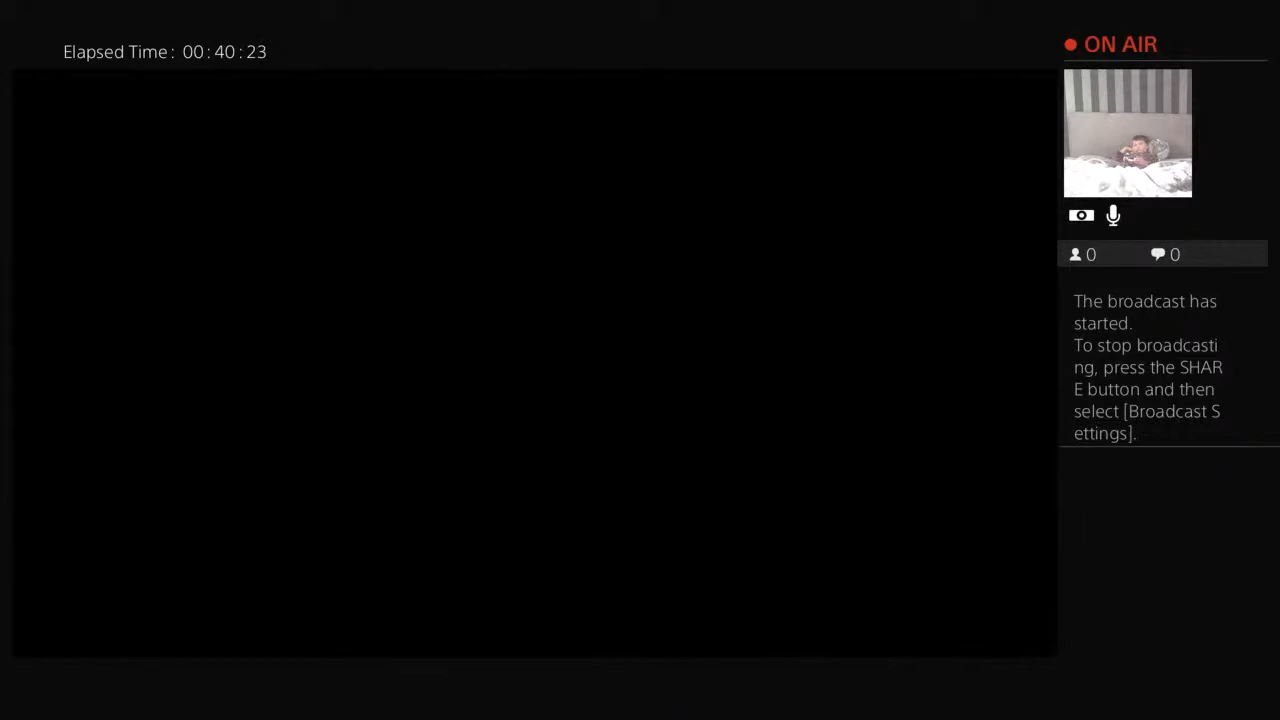 Elapsed Time: 00:40:23
ON AIR
0 0
The broadcast has
started.
To stop broadcasti
ng, press the SHAR
E button and then
select [Broadcast S
ettings].